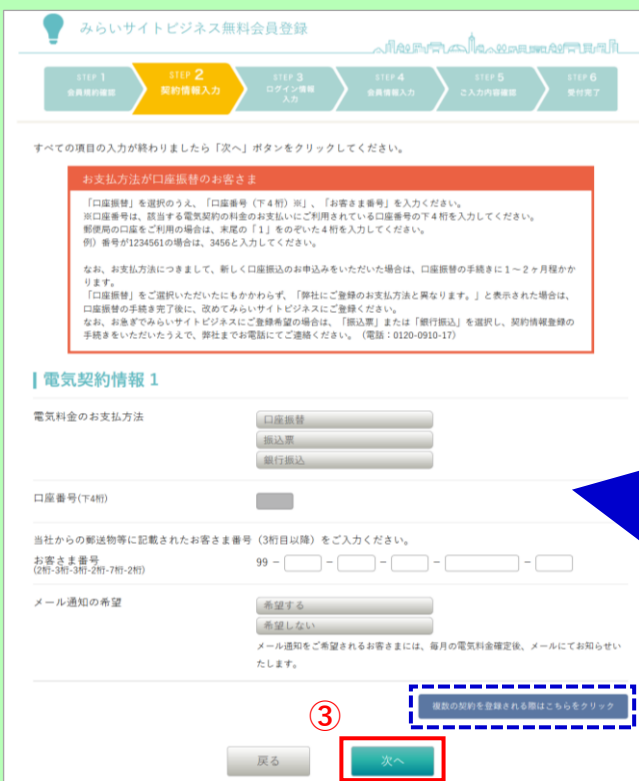 みらいサイトビジネス無料会員登録
STEP 1
会員規約確認
STEP 2
契約情報入力
STEP 3
ログイン情報
入力
STEP 4
会員情報入力
STEP 5
ご入力内容確認
STEP 6
受付完了
すべての項目の入力が終わりましたら「次へ」ボタンをクリックしてください。
お支払方法が口座振替のお客さま
「口座振替」を選択のうえ、「口座番号(下4桁)※」、「お客さま番号」を入力ください。
※口座番号は、該当する電気契約の料金のお支払いにご利用されている口座番号の下4桁を入力してください。
郵便局の口座をご利用の場合は、末尾の「1」をのぞいた4桁を入力してください。
例)番号が1234561の場合は、3456と入力してください。
なお、お支払方法につきまして、新しく口座振込のお申込みをいただいた場合は、口座振替の手続きに1~2ヶ月程かか
ります。
「口座振替」をご選択いただいたにもかかわらず、「弊社にご登録のお支払方法と異なります。」と表示された場合は、
口座振替の手続き完了後に、改めてみらいサイトビジネスにご登録ください。
なお、お急ぎでみらいサイトビジネスにご登録希望の場合は、「振込票」または「銀行振込」を選択し、契約情報登録の
手続きをいただいたうえで、弊社までお電話にてご連絡ください。(電話:0120-0910-17)
電気契約情報 1
電気料金のお支払方法
口座振替
振込票
銀行振込
口座番号(下4桁)
当社からの郵送物等に記載されたお客さま番号(3桁目以降)をご入力ください。
お客さま番号
(2桁-3桁-3桁-2桁-7桁-2桁)
99 - - - - -
メール通知の希望
希望する
希望しない
メール通知をご希望されるお客さまには、毎月の電気料金確定後、メールにてお知らせい
たします。
複数の契約を登録される際はこちらをクリック
③
戻る
次へ